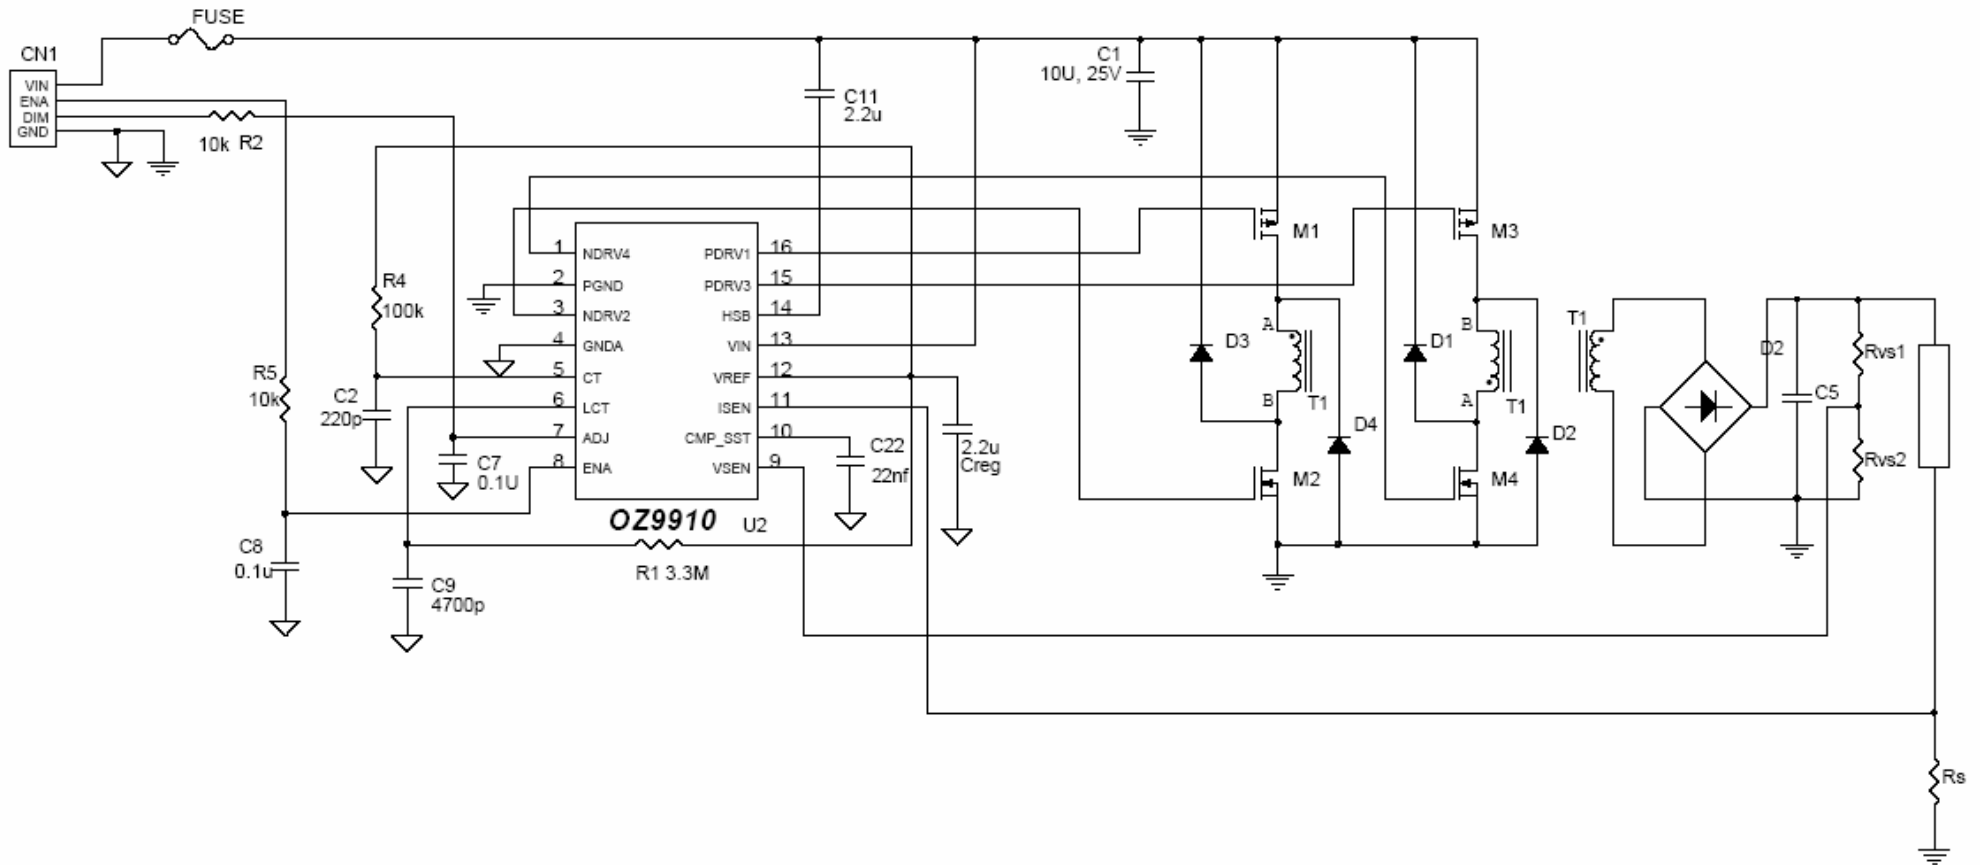 FUSE
CN1
VIN
ENA
DIM
GND
10k R2
C11
2.2u
C1
10U, 25V
R4
100k
R5
10k
C2
220p
C8
0.1u
C9
4700p
C7
0.1U
1 NDRV4
2 PGND
3 NDRV2
4 GNDA
5 CT
6 LCT
7 ADJ
8 ENA
PDRV1 16
PDRV3 15
HSB 14
VIN 13
VREF 12
ISEN 11
CMP_SST 10
VSEN 9
OZ9910 U2
R1 3.3M
C22
22nf
2.2u
Creg
M1
M3
D3
A
B
T1
D4
M2
D1
B
A
T1
D2
M4
T1
D2
C5
Rvs1
Rvs2
Rs